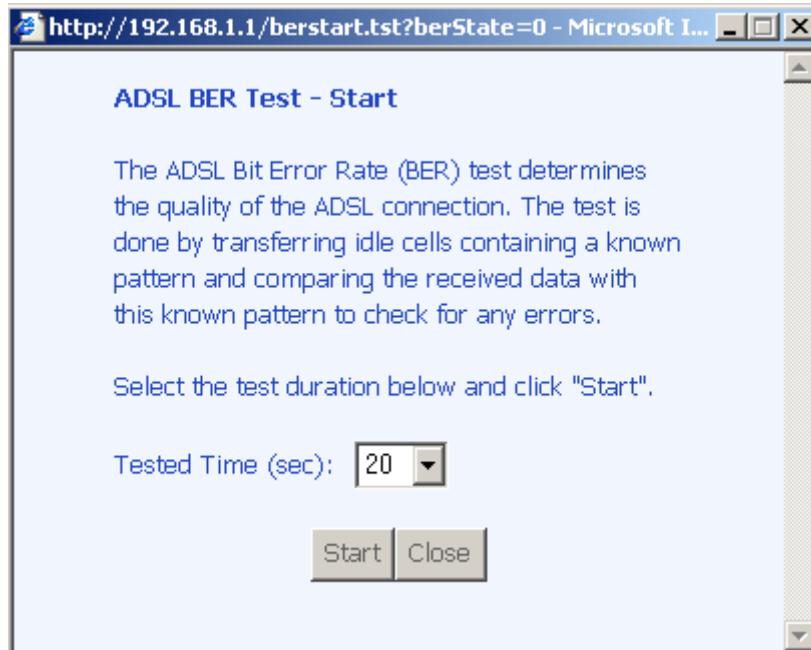 http://192.168.1.1/berstart.tst?berState=0 - Microsoft I...
ADSL BER Test - Start
The ADSL Bit Error Rate (BER) test determines
the quality of the ADSL connection. The test is
done by transferring idle cells containing a known
pattern and comparing the received data with
this known pattern to check for any errors.
Select the test duration below and click "Start".
Tested Time (sec): 20
Start Close